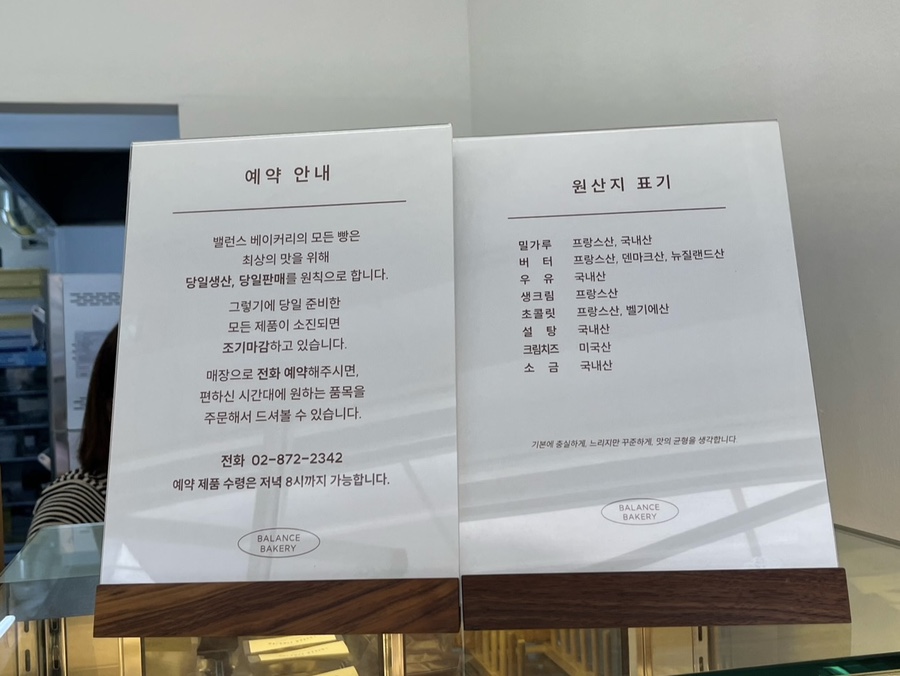 예약 안내
밸런스 베이커리의 모든 빵은
최상의 맛을 위해
당일생산, 당일판매를 원칙으로 합니다.
그렇기에 당일 준비한
모든 제품이 소진되면
조기마감하고 있습니다.
매장으로 전화 예약해주시면,
편하신 시간대에 원하는 품목을
주문해서 드셔볼 수 있습니다.
전화 02-872-2342
예약 제품 수령은 저녁 8시까지 가능합니다.
BALANCE
BAKERY
원산지 표기
밀가루 프랑스산, 국내산
버 터 프랑스산, 덴마크산, 뉴질랜드산
우 유 국내산
생크림 프랑스산
초콜릿 프랑스산, 벨기에산
설 탕 국내산
크림치즈 미국산
소 금 국내산
기본에 충실하게, 느리지만 꾸준하게, 맛의 균형을 생각합니다.
BALANCE
BAKERY